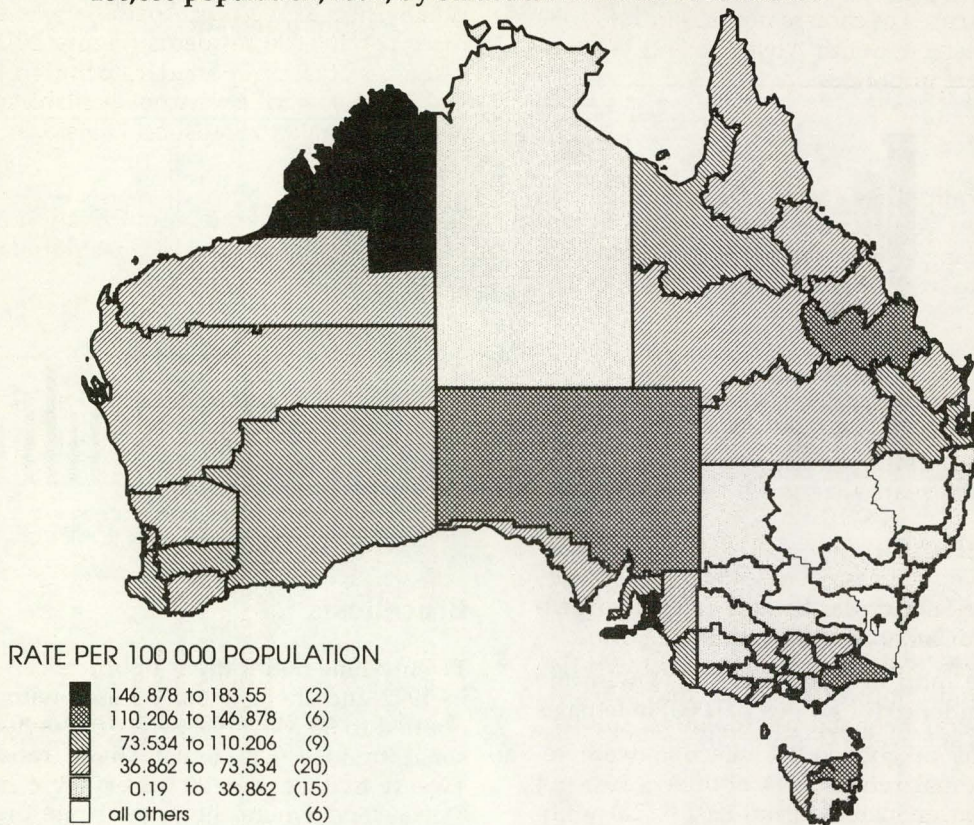 population, by
RATE PER 100 000 POPULATION
146.878 to 183.55 (2)
110.206 to 146.878 (6)
73.534 to 110.206 (9)
36.862 to 73.534 (20)
0.19 to 36.862 (15)
all others (6)